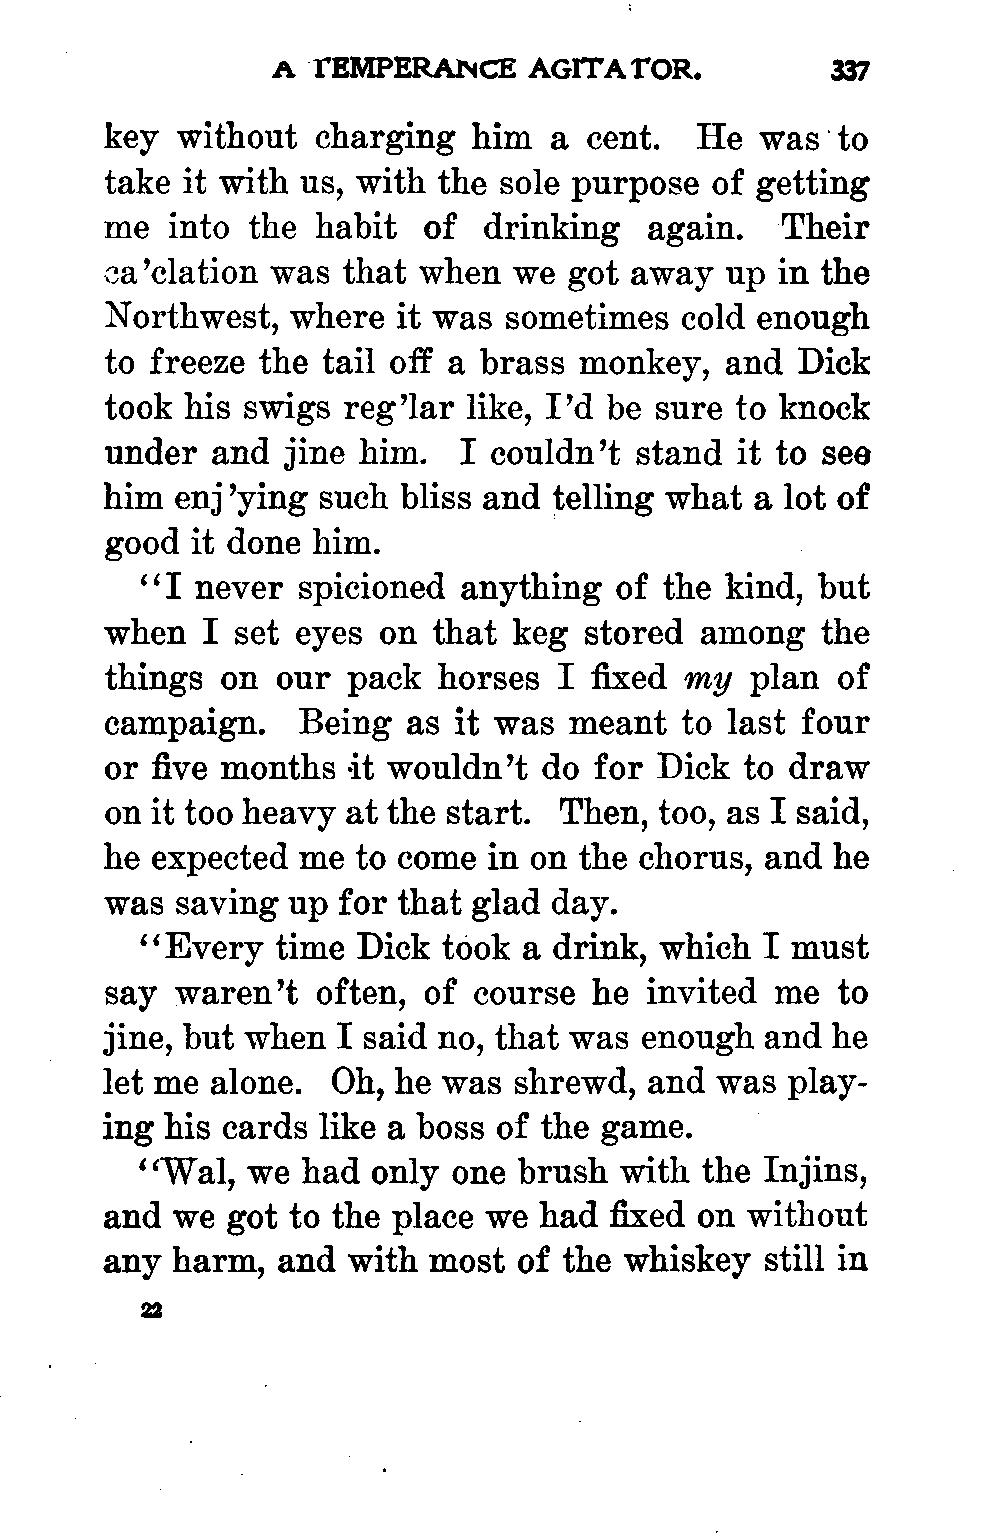 A TEMPERANCE AGITATOR. 337
key without charging him a cent. He was to
take it with us, with the sole purpose of getting
me into the habit of drinking again. Their
ca'clation was that when we got away up in the
Northwest, where it was sometimes cold enough
to freeze the tail off a brass monkey, and Dick
took his swigs reg'lar like, I'd be sure to knock
under and jine him. I couldn't stand it to see
him enj'ying such bliss and telling what a lot of
good it done him.
"I never spicioned anything of the kind, but
when I set eyes on that keg stored among the
things on our pack horses I fixed my plan of
campaign. Being as it was meant to last four
or five months it wouldn't do for Dick to draw
on it too heavy at the start. Then, too, as I said,
he expected me to come in on the chorus, and he
was saving up for that glad day.
"Every time Dick took a drink, which I must
say waren't often, of course he invited me to
jine, but when I said no, that was enough and he
let me alone. Oh, he was shrewd, and was play-
ing his cards like a boss of the game.
"Wal, we had only one brush with the Injins,
and we got to the place we had fixed on without
any harm, and with most of the whiskey still in
22